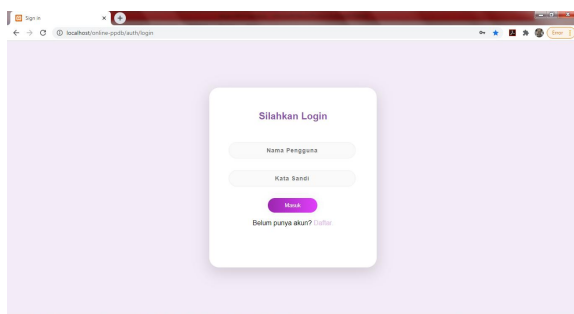 Sign in
localhost/online-ppdb/auth/login
Error
Silahkan Login
Nama Pengguna
Kata Sandi
Masuk
Belum punya akun? Daftar